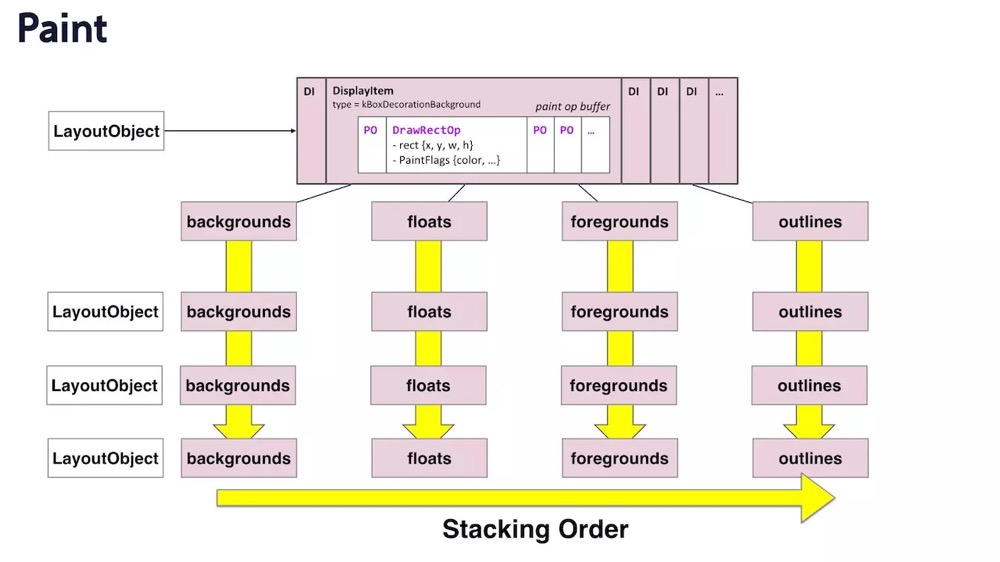 Paint
DI
DisplayItem
type = kBoxDecorationBackground
paint op buffer
DI DI DI ...
LayoutObject
PO
DrawRectOp
- rect {x, y, w, h}
- PaintFlags {color, ...}
PO PO ...
backgrounds floats foregrounds outlines
LayoutObject backgrounds floats foregrounds outlines
LayoutObject backgrounds floats foregrounds outlines
LayoutObject backgrounds floats foregrounds outlines
Stacking Order